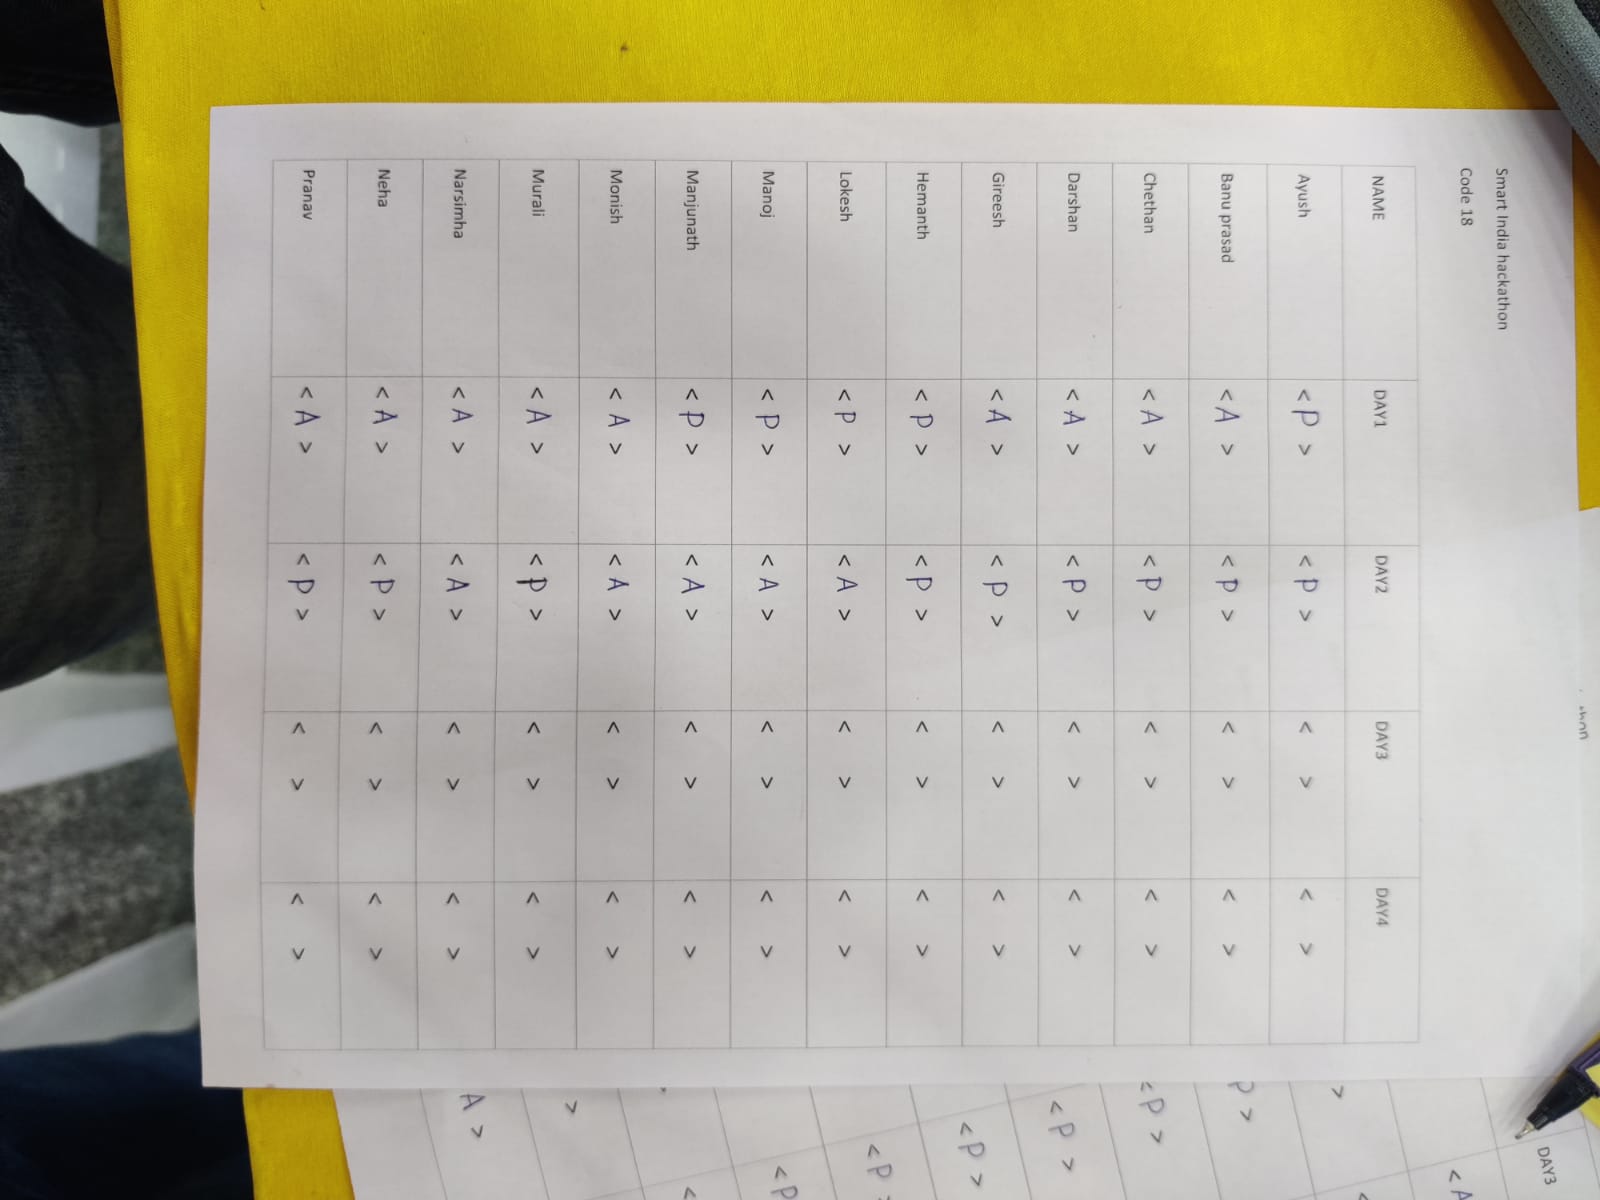 Smart India hackathon
Code 18
NAME DAY1 DAY2 DAY3 DAY4
Ayush < P > < P > < > < >
Banu prasad < A > < P > < > < >
Chethan < A > < P > < > < >
Darshan < A > < P > < > < >
Gireesh < A > < P > < > < >
Hemanth < P > < P > < > < >
Lokesh < P > < A > < > < >
Manoj < P > < A > < > < >
Manjunath < P > < A > < > < >
Monish < A > < A > < > < >
Murali < A > < P > < > < >
Narsimha < A > < A > < > < >
Neha < A > < P > < > < >
Pranav < A > < P > < > < >
DAY3
< A
>
P >
< P >
< P >
< P >
< P
< P
>
A >